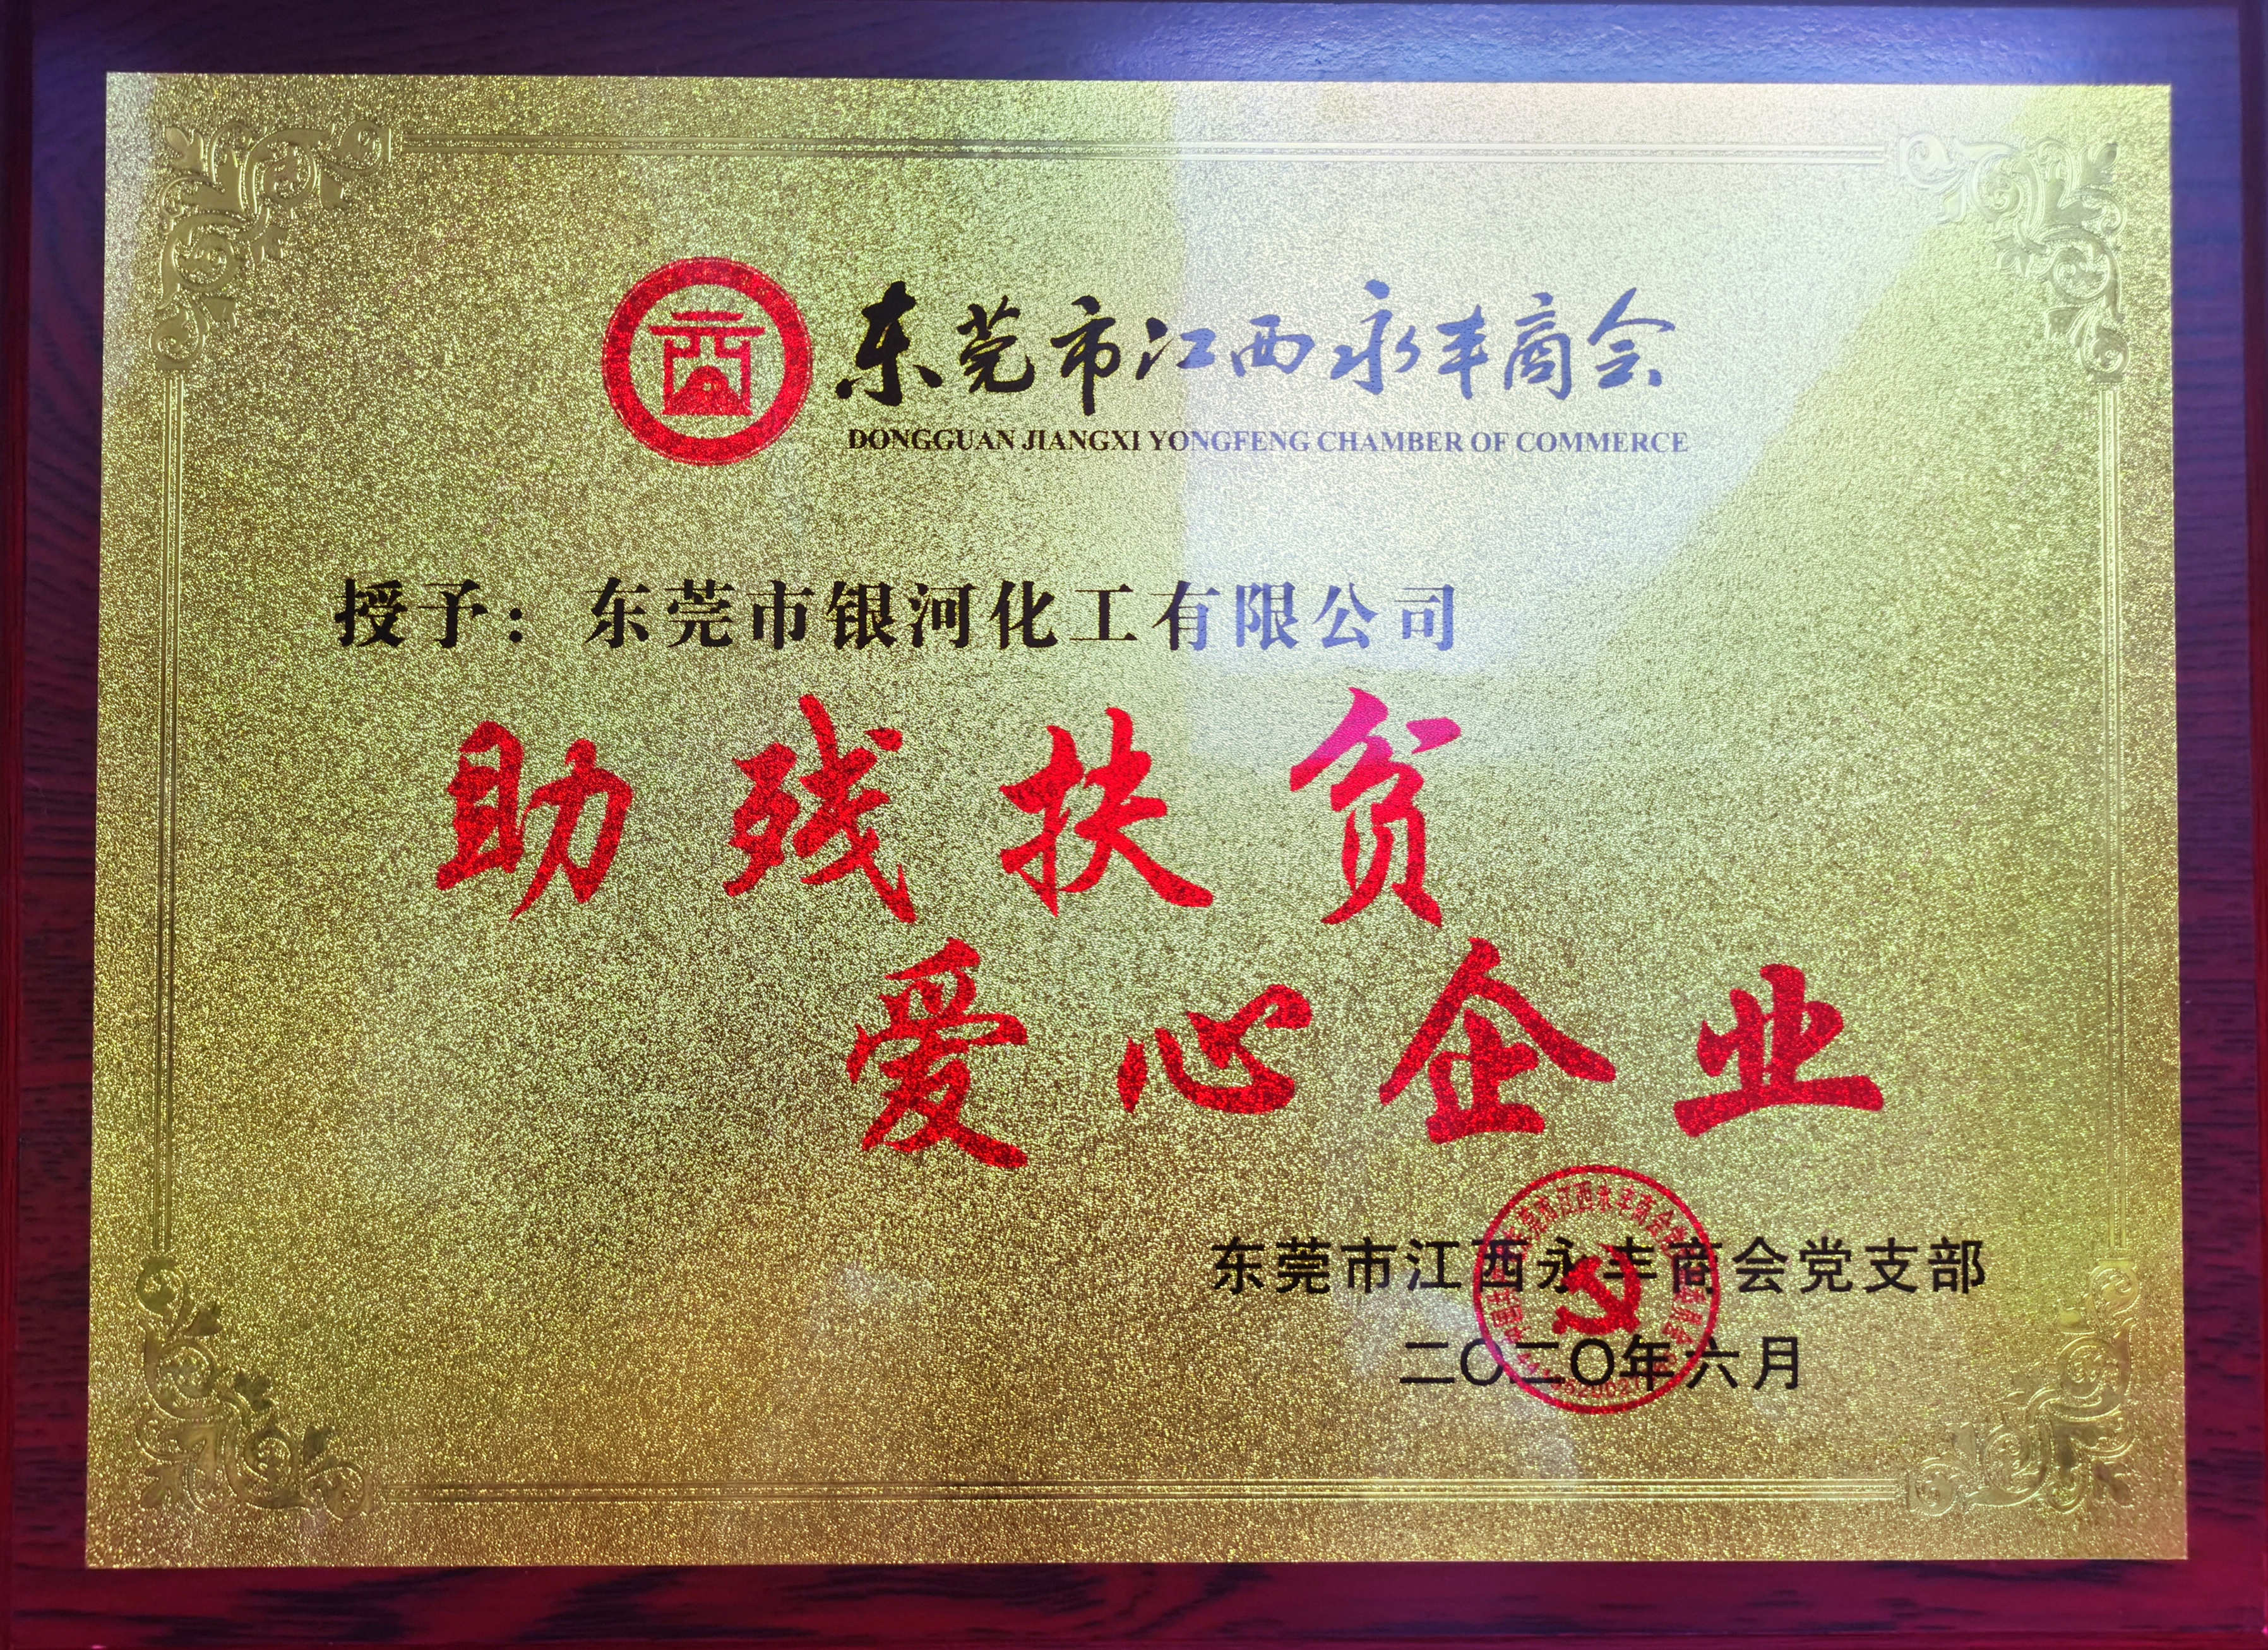 东莞市江西永丰商会
DONGGUAN JIANGXI YONGFENG CHAMBER OF COMMERCE
授予：东莞市银河化工有限公司
助残扶贫
爱心企业
东莞市江西永丰商会党支部
二〇二〇年六月